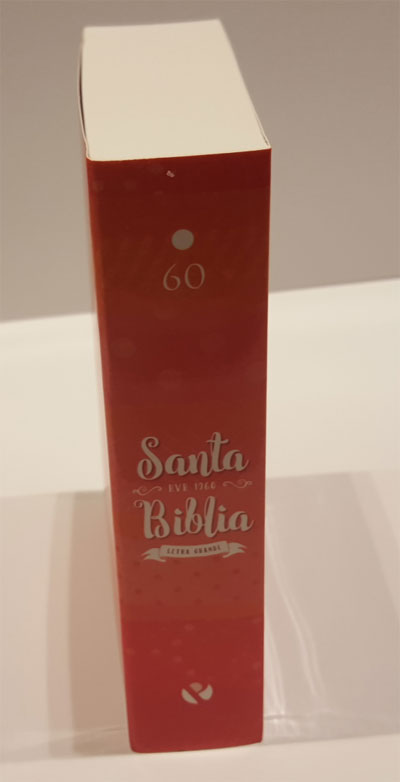 60
Santa
RVR 1960
Biblia
LETRA GRANDE